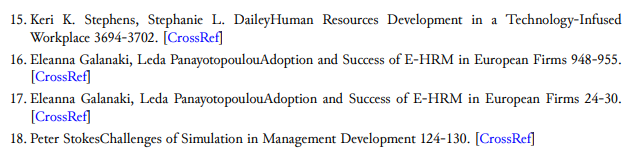 15. Keri K. Stephens, Stephanie L. DaileyHuman Resources Development in a Technology-Infused
Workplace 3694-3702. [CrossRef]
16. Eleanna Galanaki, Leda PanayotopoulouAdoption and Success of E-HRM in European Firms 948-955.
[CrossRef]
17. Eleanna Galanaki, Leda PanayotopoulouAdoption and Success of E-HRM in European Firms 24-30.
[CrossRef]
18. Peter StokesChallenges of Simulation in Management Development 124-130. [CrossRef]